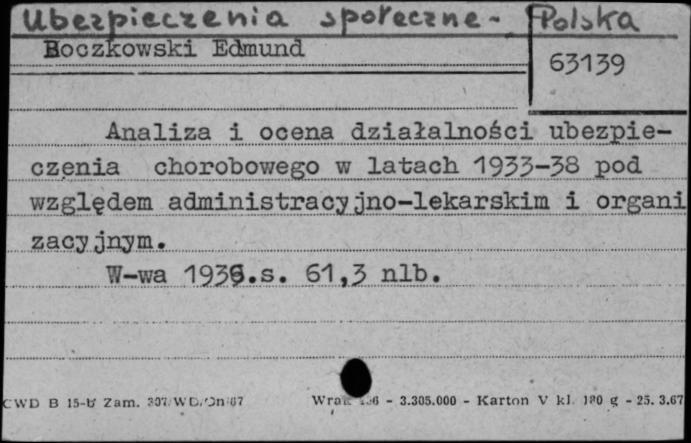 Ubezpieczenia społeczne - Polska
Boczkowski Edmund
63139
Analiza i ocena działalności ubezpie-
czenia chorobowego w latach 1933-38 pod
względem administracyjno-lekarskim i organi
zacyjnym.
W-wa 1939.s. 61,3 nlb.
CWD B 15-b Zam. 307/WD/On/67 - 3.305.000 - Karton V kl. 180 g - 25. 3.67